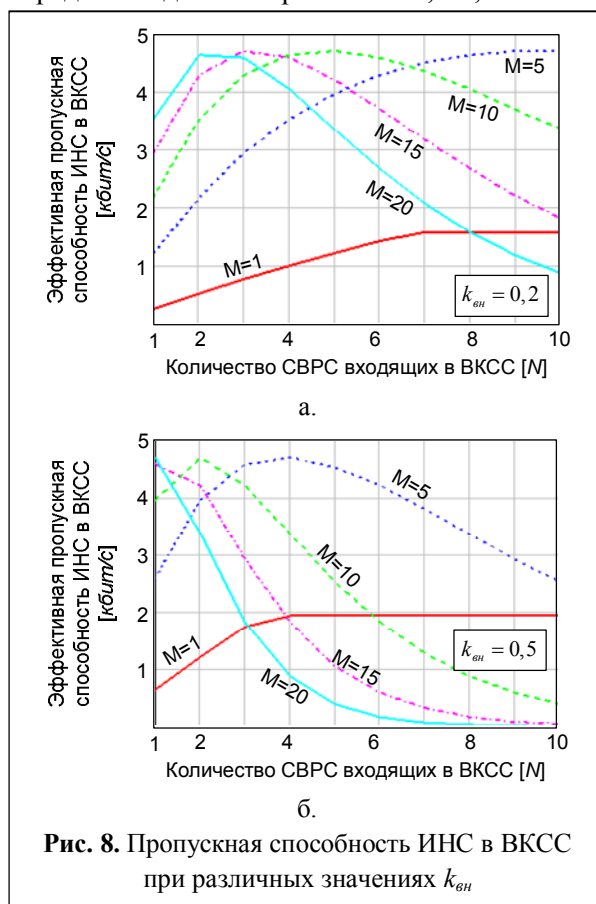 Эффективная пропускная
способность ИНС в ВКСС
[кбит/с]
5
4
3
2
1
M=5
M=10
M=15
M=20
M=1
kвн = 0,2
1 2 4 6 8 10
Количество СВРС входящих в ВКСС [N]
а.
Эффективная пропускная
способность ИНС в ВКСС
[кбит/с]
5
4
3
2
1
M=5
M=10
M=1
M=15
M=20
kвн = 0,5
1 2 4 6 8 10
Количество СВРС входящих в ВКСС [N]
б.
Рис. 8. Пропускная способность ИНС в ВКСС
при различных значениях kвн